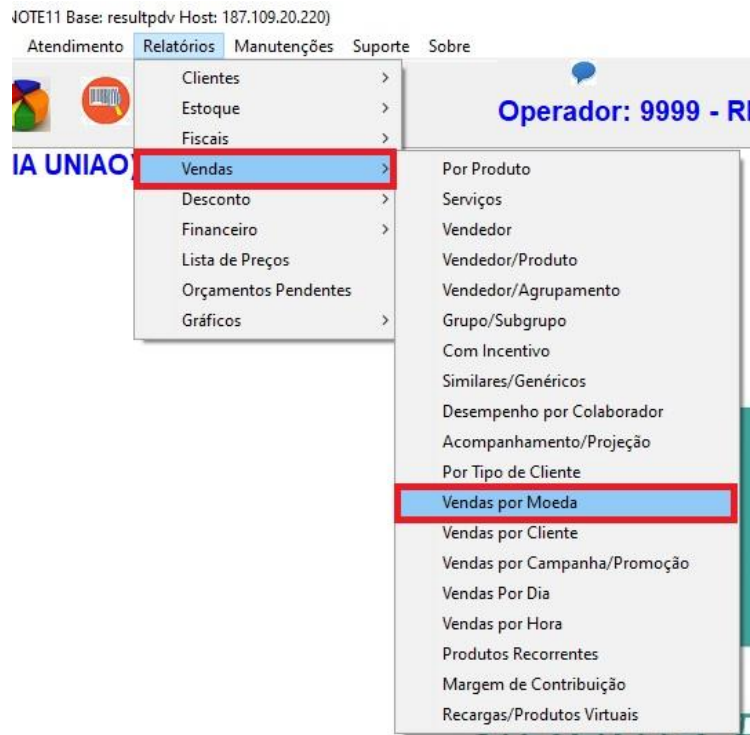 NOTE11 Base: resultpdv Host: 187.109.20.220)
Atendimento Relatórios Manutenções Suporte Sobre
Operador: 9999 -
IA UNIAO)
Clientes
Estoque
Fiscais
Vendas
Desconto
Financeiro
Lista de Preços
Orçamentos Pendentes
Gráficos
Por Produto
Serviços
Vendedor
Vendedor/Produto
Vendedor/Agrupamento
Grupo/Subgrupo
Com Incentivo
Similares/Genéricos
Desempenho por Colaborador
Acompanhamento/Projeção
Por Tipo de Cliente
Vendas por Moeda
Vendas por Cliente
Vendas por Campanha/Promoção
Vendas Por Dia
Vendas por Hora
Produtos Recorrentes
Margem de Contribuição
Recargas/Produtos Virtuais